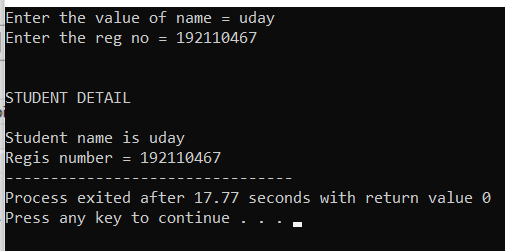 Enter the value of name = uday
Enter the reg no = 192110467
STUDENT DETAIL
Student name is uday
Regis number = 192110467
--------------------------------
Process exited after 17.77 seconds with return value 0
Press any key to continue . . .